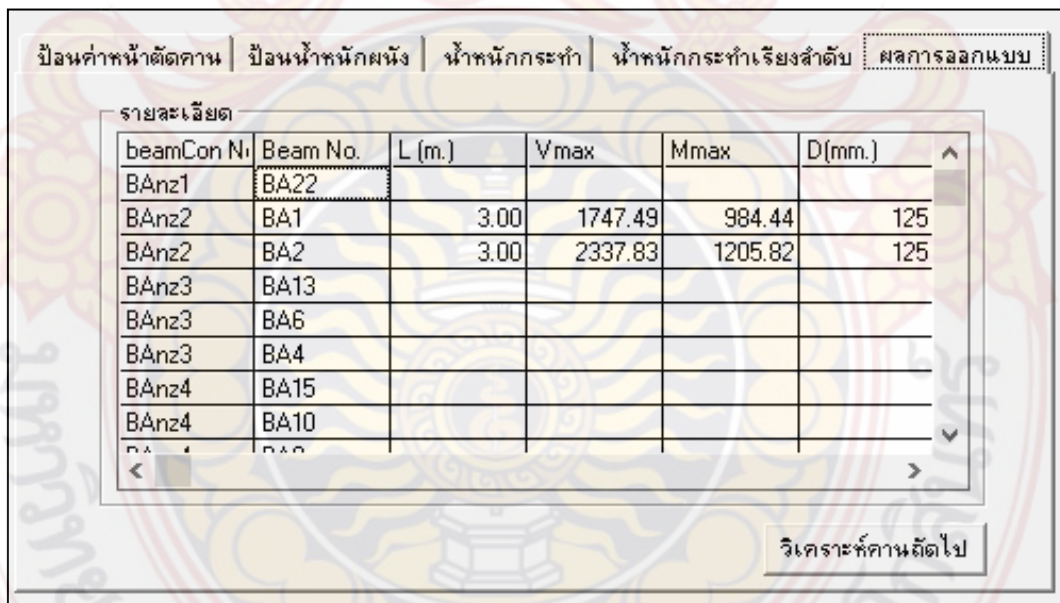 ป้อนค่าหน้าตัดคาน ป้อนน้ำหนักผนัง น้ำหนักกระทำ น้ำหนักกระทำเรียงลำดับ ผลการออกแบบ
รายละเอียด
beamCon N Beam No. L (m.) Vmax Mmax D(mm.)
BAnz1 BA22
BAnz2 BA1 3.00 1747.49 984.44 125
BAnz2 BA2 3.00 2337.83 1205.82 125
BAnz3 BA13
BAnz3 BA6
BAnz3 BA4
BAnz4 BA15
BAnz4 BA10
วิเคราะห์คานถัดไป